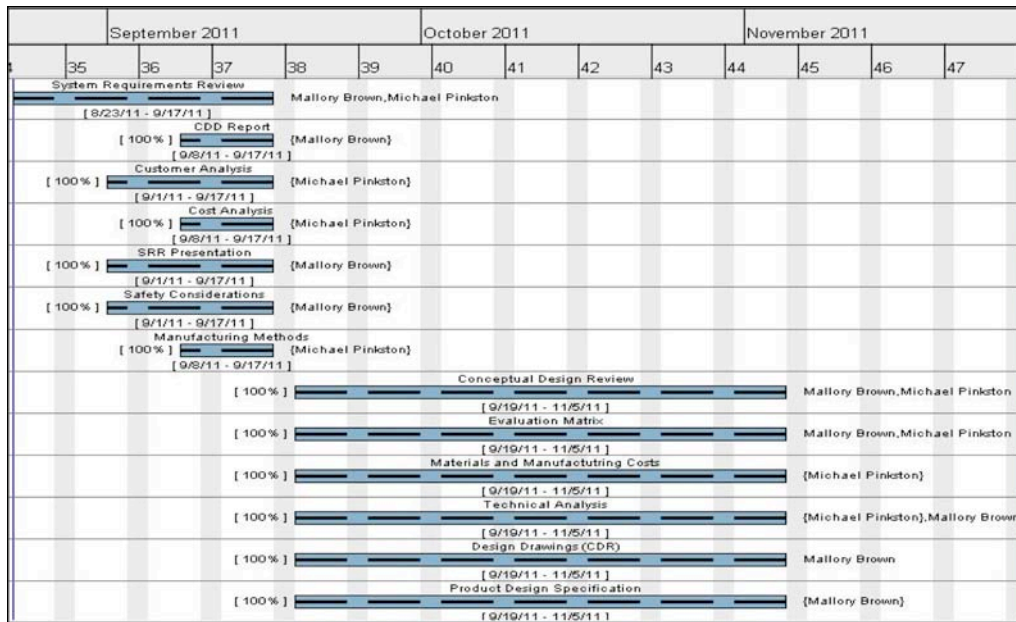 September 2011 October 2011 November 2011
35 36 37 38 39 40 41 42 43 44 45 46 47
System Requirements Review
Mallory Brown,Michael Pinkston
[ 8/23/11 - 9/17/11 ]
CDD Report
[ 100% ] {Mallory Brown}
[ 9/8/11 - 9/17/11 ]
Customer Analysis
[ 100% ] {Michael Pinkston}
[ 9/1/11 - 9/17/11 ]
Cost Analysis
[ 100% ] {Michael Pinkston}
[ 9/8/11 - 9/17/11 ]
SRR Presentation
[ 100% ] {Mallory Brown}
[ 9/1/11 - 9/17/11 ]
Safety Considerations
[ 100% ] {Mallory Brown}
[ 9/1/11 - 9/17/11 ]
Manufacturing Methods
[ 100% ] {Michael Pinkston}
[ 9/8/11 - 9/17/11 ]
Conceptual Design Review
[ 100% ] Mallory Brown,Michael Pinkston
[ 9/19/11 - 11/5/11 ]
Evaluation Matrix
[ 100% ] Mallory Brown,Michael Pinkston
[ 9/19/11 - 11/5/11 ]
Materials and Manufactutring Costs
[ 100% ] {Michael Pinkston}
[ 9/19/11 - 11/5/11 ]
Technical Analysis
[ 100% ] {Michael Pinkston},Mallory Brown
[ 9/19/11 - 11/5/11 ]
Design Drawings (CDR)
[ 100% ] Mallory Brown
[ 9/19/11 - 11/5/11 ]
Product Design Specification
[ 100% ] {Mallory Brown}
[ 9/19/11 - 11/5/11 ]